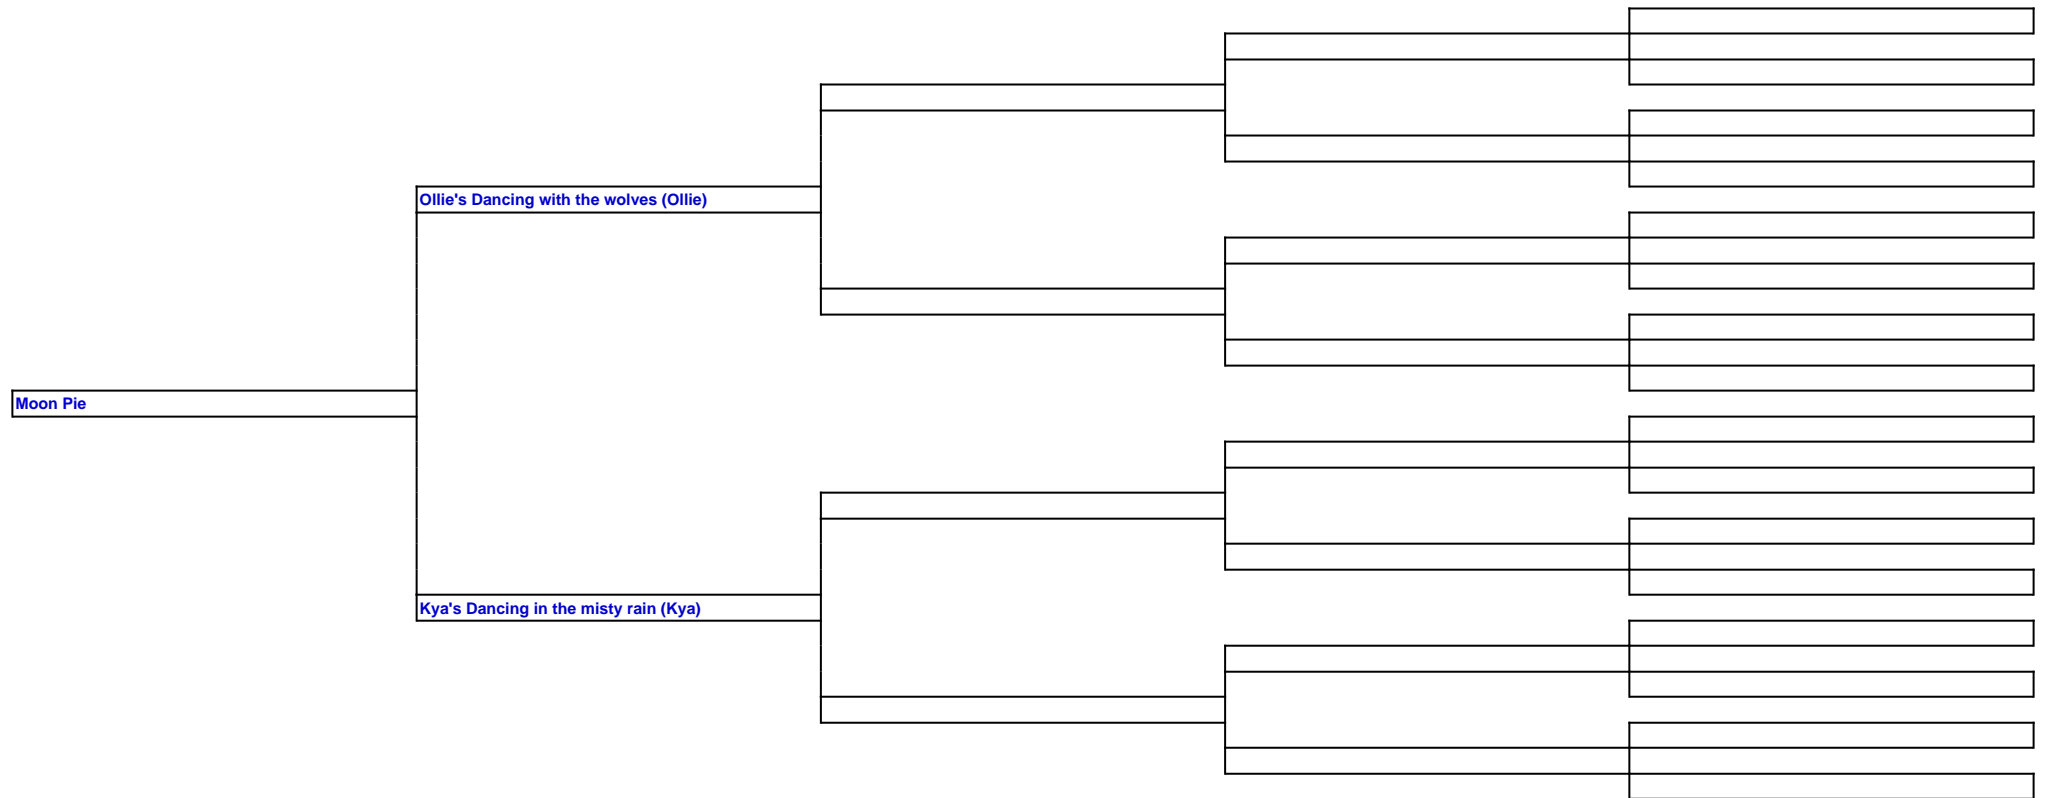 Ollie's Dancing with the wolves (Ollie)
Moon Pie
Kya's Dancing in the misty rain (Kya)